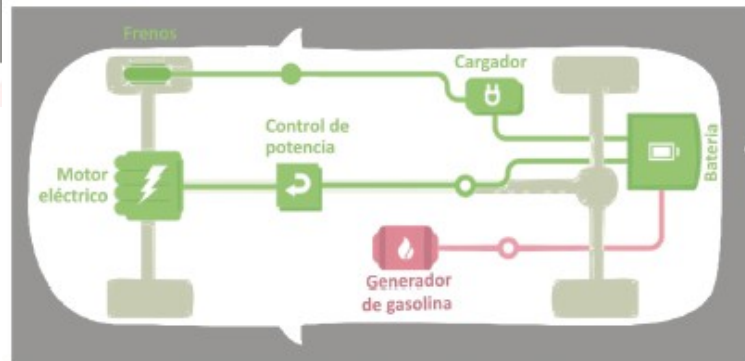 Frenos
Cargador
Control de
potencia
Motor
eléctrico
Batería
Generador
de gasolina